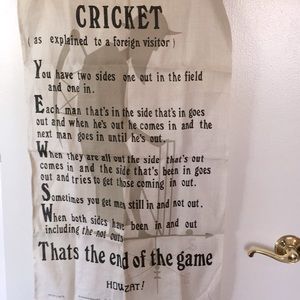 CRICKET
( as explained to a foreign visitor )
You have two sides one out in the field
and one in.
Each man that's in the side that's in goes
out and when he's out he comes in and the
next man goes in until he's out.
When they are all out the side that's out
comes in and the side that's been in goes
out and tries to get those coming in out.
Sometimes you get men still in and not out.
When both sides have been in and out
including the not outs
Thats the end of the game
HOWZAT!